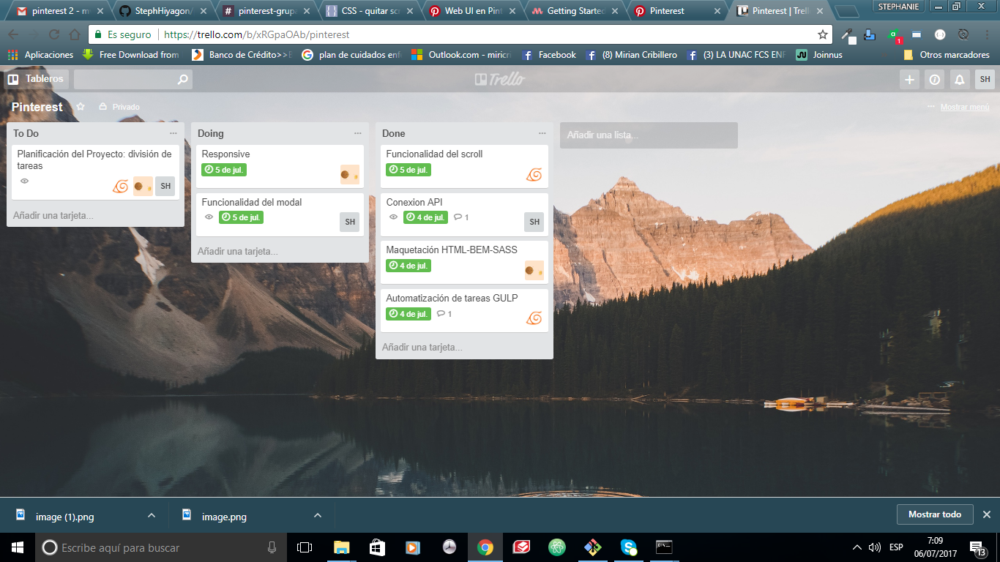 pinterest 2 - m
StephHiyagon/
pinterest-grupa
CSS - quitar scr
Web UI en Pint
Getting Started
Pinterest
Pinterest | Trell
STEPHANIE
Es seguro
https://trello.com/b/xRGpaOAb/pinterest
1
Aplicaciones
Free Download from
Banco de Crédito>>B
plan de cuidados enf
Outlook.com - miricri
Facebook
(8) Mirian Cribillero
(3) LA UNAC FCS ENF
Joinnus
Otros marcadores
Tableros
Trello
SH
Pinterest
Privado
Mostrar menú
To Do
Planificación del Proyecto: división de
tareas
SH
Añadir una tarjeta...
Doing
Responsive
5 de jul.
Funcionalidad del modal
5 de jul.
SH
Añadir una tarjeta...
Done
Funcionalidad del scroll
5 de jul.
Conexion API
4 de jul. 1
SH
Maquetación HTML-BEM-SASS
4 de jul.
Automatización de tareas GULP
4 de jul. 1
Añadir una tarjeta...
Añadir una lista...
image (1).png
image.png
Mostrar todo
Escribe aquí para buscar
ESP
7:09
06/07/2017
13